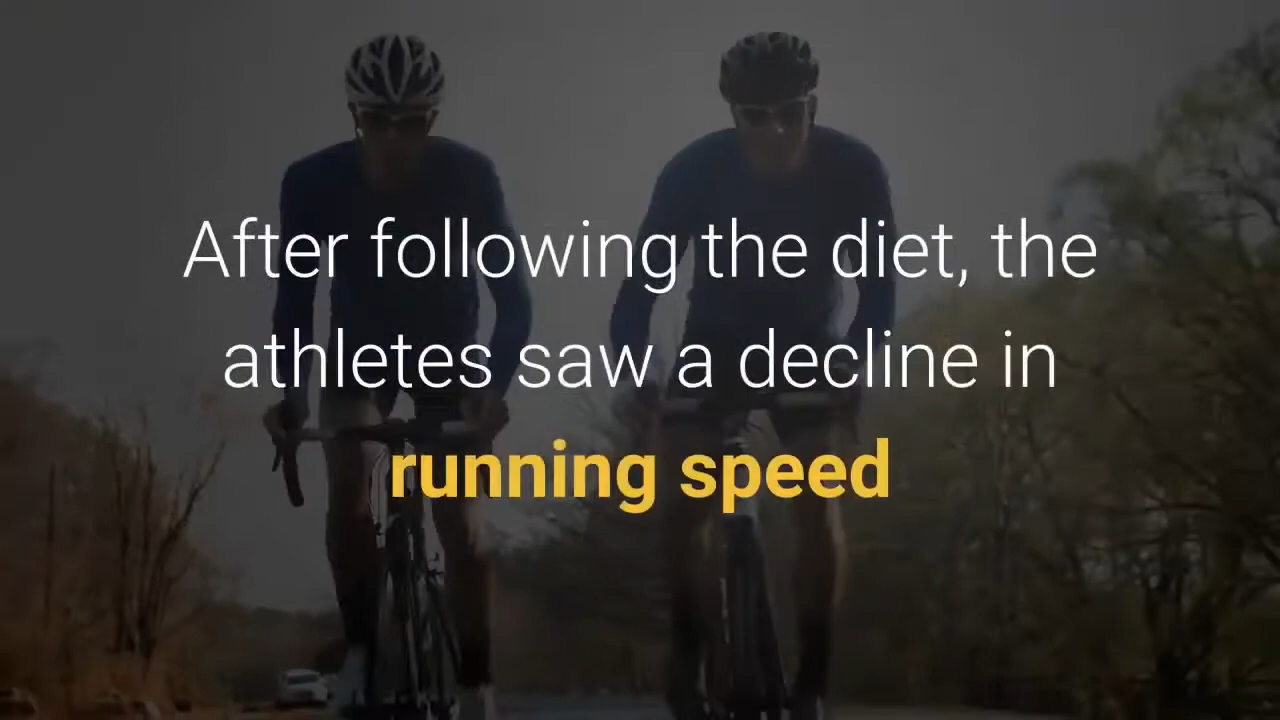 After following the diet, the
athletes saw a decline in
running speed